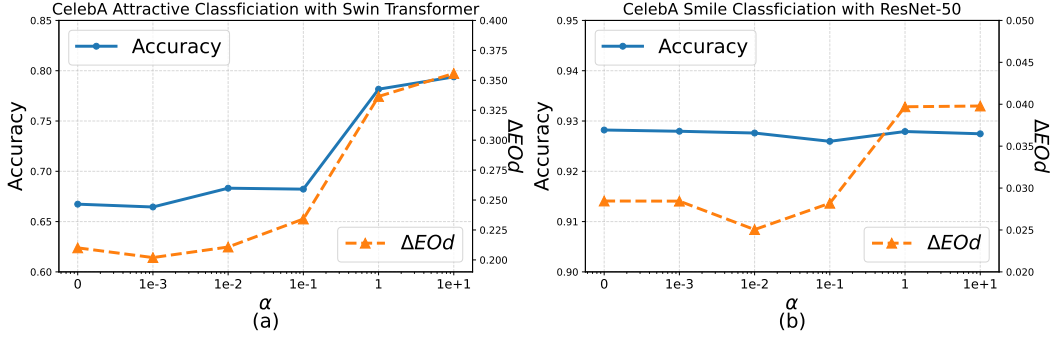 CelebA Attractive Classficiation with Swin Transformer
0.85
0.80
0.75
0.70
0.65
0.60
Accuracy
Accuracy
ΔEOd
0.400
0.375
0.350
0.325
0.300
0.275
0.250
0.225
0.200
ΔEOd
0 1e-3 1e-2 1e-1 1 1e+1
α
(a)
CelebA Smile Classficiation with ResNet-50
0.95
0.94
0.93
0.92
0.91
0.90
Accuracy
Accuracy
ΔEOd
0.050
0.045
0.040
0.035
0.030
0.025
0.020
ΔEOd
0 1e-3 1e-2 1e-1 1 1e+1
α
(b)